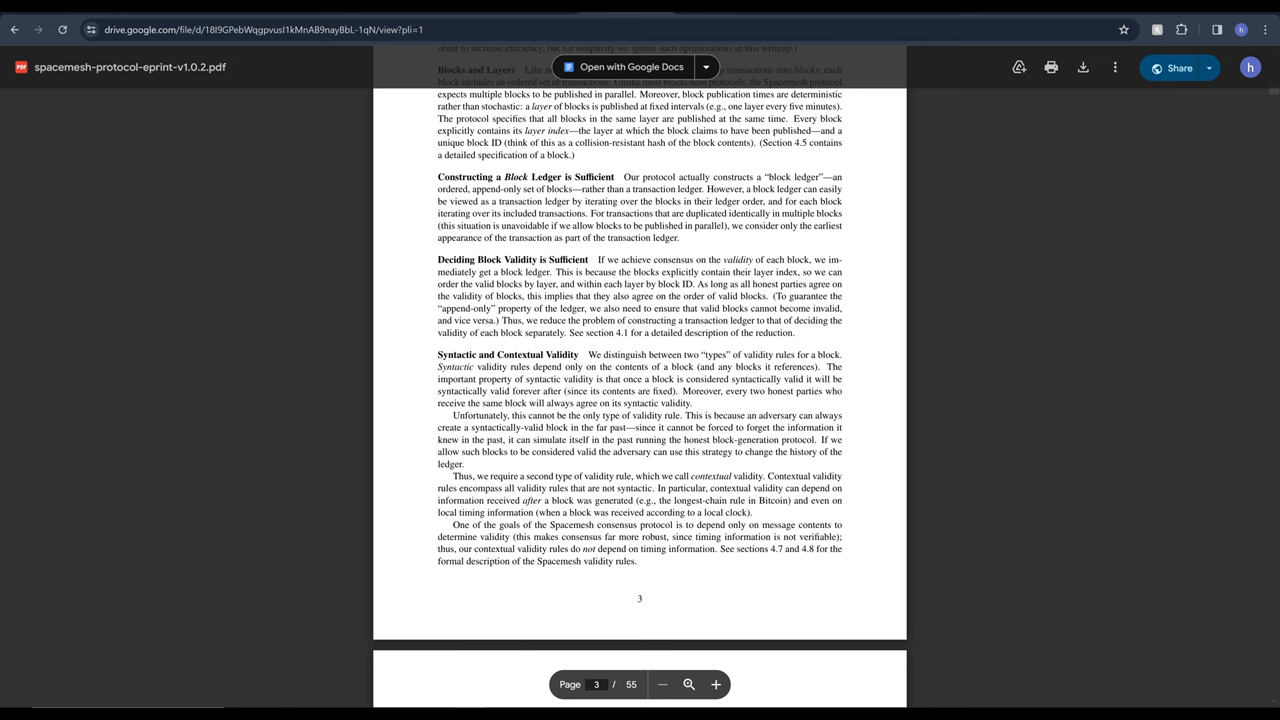 drive.google.com/file/d/18I9GPebWqgpvusI1kMnAB9nayBbL-1qN/view?pli=1
h
spacemesh-protocol-eprint-v1.0.2.pdf
Open with Google Docs
Share
h
order to increase efficiency, but for simplicity we ignore such optimizations in this writeup.)
Blocks and Layers Like transactions into blocks; each
block includes an ordered set of transactions. Unlike most blockchain protocols, the Spacemesh protocol
expects multiple blocks to be published in parallel. Moreover, block publication times are deterministic
rather than stochastic: a layer of blocks is published at fixed intervals (e.g., one layer every five minutes).
The protocol specifies that all blocks in the same layer are published at the same time. Every block
explicitly contains its layer index—the layer at which the block claims to have been published—and a
unique block ID (think of this as a collision-resistant hash of the block contents). (Section 4.5 contains
a detailed specification of a block.)
Constructing a Block Ledger is Sufficient Our protocol actually constructs a “block ledger”—an
ordered, append-only set of blocks—rather than a transaction ledger. However, a block ledger can easily
be viewed as a transaction ledger by iterating over the blocks in their ledger order, and for each block
iterating over its included transactions. For transactions that are duplicated identically in multiple blocks
(this situation is unavoidable if we allow blocks to be published in parallel), we consider only the earliest
appearance of the transaction as part of the transaction ledger.
Deciding Block Validity is Sufficient If we achieve consensus on the validity of each block, we im-
mediately get a block ledger. This is because the blocks explicitly contain their layer index, so we can
order the valid blocks by layer, and within each layer by block ID. As long as all honest parties agree on
the validity of blocks, this implies that they also agree on the order of valid blocks. (To guarantee the
“append-only” property of the ledger, we also need to ensure that valid blocks cannot become invalid,
and vice versa.) Thus, we reduce the problem of constructing a transaction ledger to that of deciding the
validity of each block separately. See section 4.1 for a detailed description of the reduction.
Syntactic and Contextual Validity We distinguish between two “types” of validity rules for a block.
Syntactic validity rules depend only on the contents of a block (and any blocks it references). The
important property of syntactic validity is that once a block is considered syntactically valid it will be
syntactically valid forever after (since its contents are fixed). Moreover, every two honest parties who
receive the same block will always agree on its syntactic validity.
Unfortunately, this cannot be the only type of validity rule. This is because an adversary can always
create a syntactically-valid block in the far past—since it cannot be forced to forget the information it
knew in the past, it can simulate itself in the past running the honest block-generation protocol. If we
allow such blocks to be considered valid the adversary can use this strategy to change the history of the
ledger.
Thus, we require a second type of validity rule, which we call contextual validity. Contextual validity
rules encompass all validity rules that are not syntactic. In particular, contextual validity can depend on
information received after a block was generated (e.g., the longest-chain rule in Bitcoin) and even on
local timing information (when a block was received according to a local clock).
One of the goals of the Spacemesh consensus protocol is to depend only on message contents to
determine validity (this makes consensus far more robust, since timing information is not verifiable);
thus, our contextual validity rules do not depend on timing information. See sections 4.7 and 4.8 for the
formal description of the Spacemesh validity rules.
3
Page 3 / 55